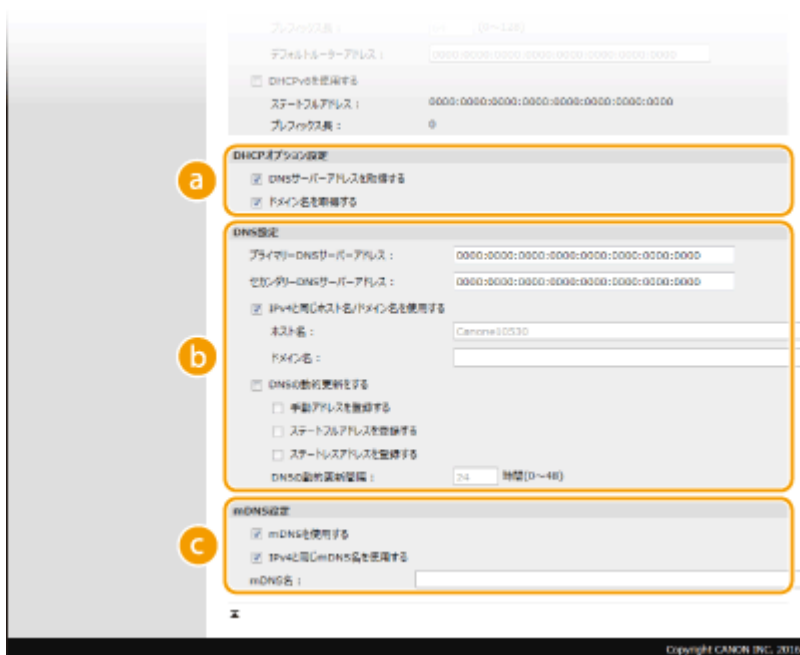 プレフィックス長： (0～128)
デフォルトルーターアドレス： 0000:0000:0000:0000:0000:0000:0000:0000
DHCPv6を使用する
ステートフルアドレス： 0000:0000:0000:0000:0000:0000:0000:0000
プレフィックス長： 0
DHCPオプション設定
a
DNSサーバーアドレスを取得する
ドメイン名を取得する
DNS設定
プライマリーDNSサーバーアドレス： 0000:0000:0000:0000:0000:0000:0000:0000
セカンダリーDNSサーバーアドレス： 0000:0000:0000:0000:0000:0000:0000:0000
IPv4と同じホスト名/ドメイン名を使用する
ホスト名： Canone10530
b
ドメイン名：
DNSの動的更新をする
手動アドレスを登録する
ステートフルアドレスを登録する
ステートレスアドレスを登録する
DNSの動的更新間隔： 24 時間(0～48)
mDNS設定
c
mDNSを使用する
IPv4と同じmDNS名を使用する
mDNS名：
Copyright CANON INC. 2016